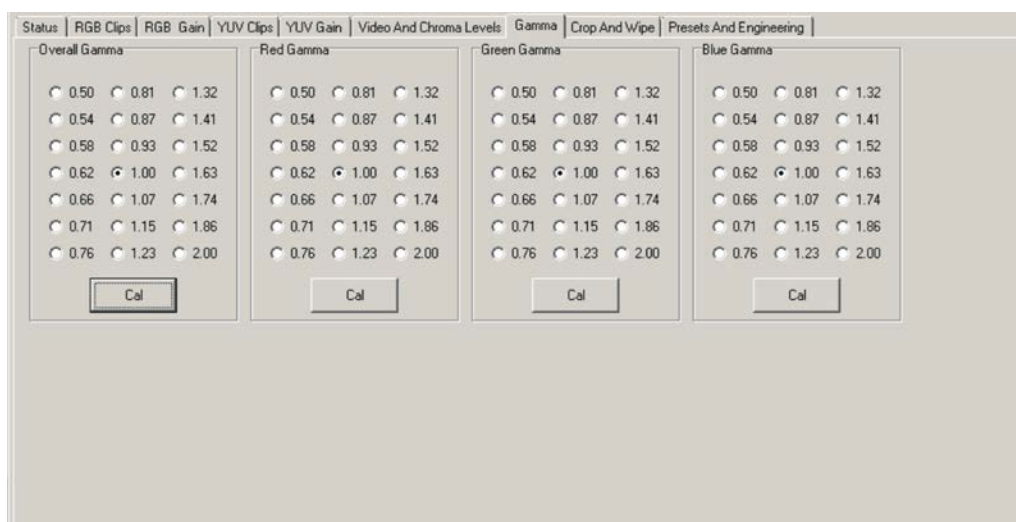 Status RGB Clips RGB Gain YUV Clips YUV Gain Video And Chroma Levels Gamma Crop And Wipe Presets And Engineering
Overall Gamma Red Gamma Green Gamma Blue Gamma
0.50 0.81 1.32 0.50 0.81 1.32 0.50 0.81 1.32 0.50 0.81 1.32
0.54 0.87 1.41 0.54 0.87 1.41 0.54 0.87 1.41 0.54 0.87 1.41
0.58 0.93 1.52 0.58 0.93 1.52 0.58 0.93 1.52 0.58 0.93 1.52
0.62 1.00 1.63 0.62 1.00 1.63 0.62 1.00 1.63 0.62 1.00 1.63
0.66 1.07 1.74 0.66 1.07 1.74 0.66 1.07 1.74 0.66 1.07 1.74
0.71 1.15 1.86 0.71 1.15 1.86 0.71 1.15 1.86 0.71 1.15 1.86
0.76 1.23 2.00 0.76 1.23 2.00 0.76 1.23 2.00 0.76 1.23 2.00
Cal Cal Cal Cal